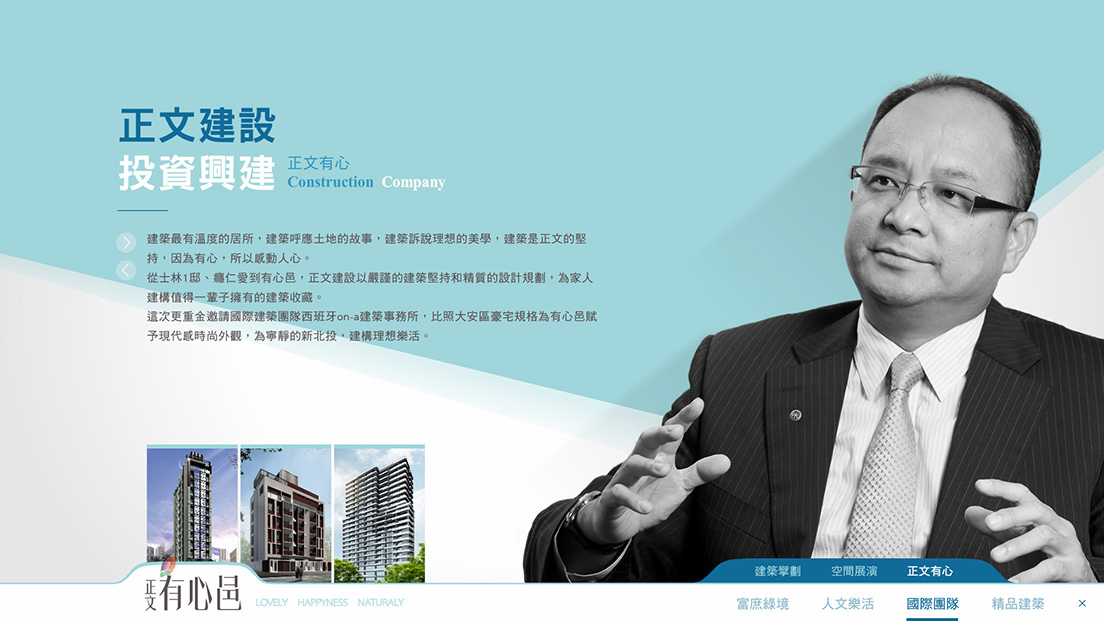 正文建設
投資興建
正文有心
Construction Company
建築最有溫度的居所，建築呼應土地的故事，建築訴說理想的美學，建築是正文的堅
持，因為有心，所以感動人心。
從士林1邸、癮仁愛到有心邑，正文建設以嚴謹的建築堅持和精質的設計規劃，為家人
建構值得一輩子擁有的建築收藏。
這次更重金邀請國際建築團隊西班牙on-a建築事務所，比照大安區豪宅規格為有心邑賦
予現代感時尚外觀，為寧靜的新北投，建構理想樂活。
正文有心邑
LOVELY HAPPYNESS NATURALY
建築擘劃 空間展演 正文有心
富庶綠境 人文樂活 國際團隊 精品建築 ×